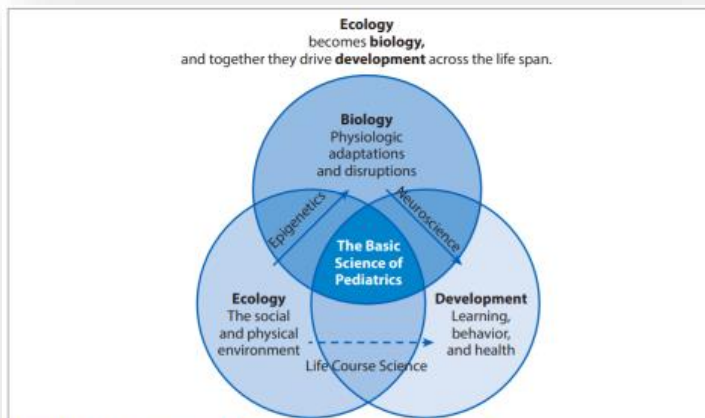 Ecology
becomes biology,
and together they drive development across the life span.
Biology
Physiologic
adaptations
and disruptions
Epigenetics
Neuroscience
The Basic
Science of
Pediatrics
Ecology
The social
and physical
environment
Development
Learning,
behavior,
and health
Life Course Science